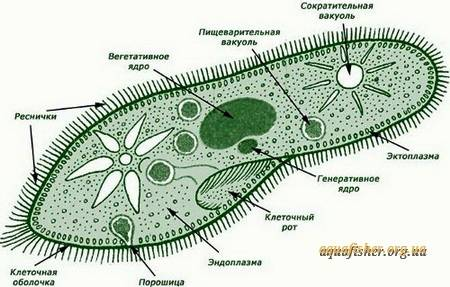 Сократительная
вакуоль
Пищеварительная
вакуоль
Вегетативное
ядро
Реснички
Эктоплазма
Генеративное
ядро
Клеточный
рот
Эндоплазма
Порошица
Клеточная
оболочка
aquafisher.org.ua